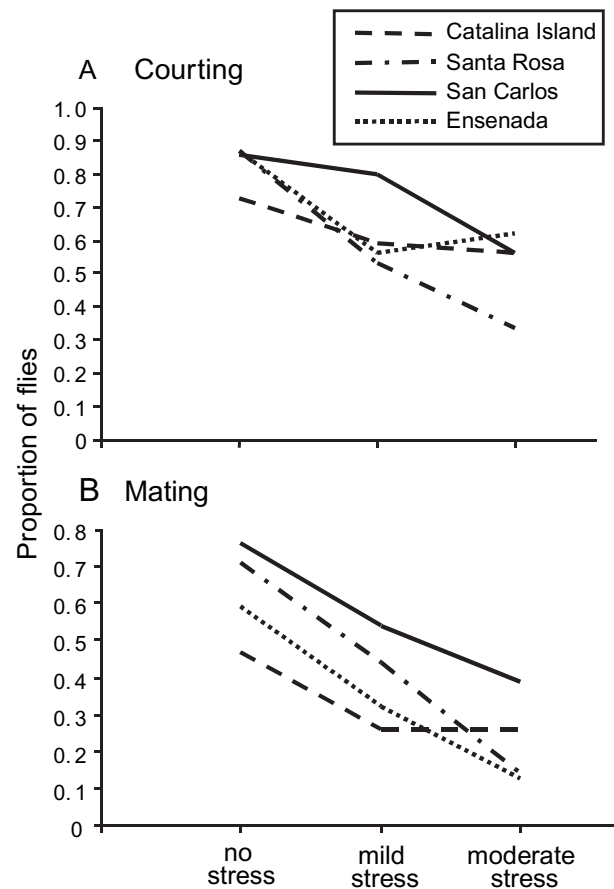 Catalina Island
Santa Rosa
San Carlos
Ensenada
A Courting
1.0
0.9
0.8
0.7
0.6
0.5
0.4
0.3
0.2
0.1
0
Proportion of flies
B Mating
0.8
0.7
0.6
0.5
0.4
0.3
0.2
0.1
0
no stress
mild stress
moderate stress